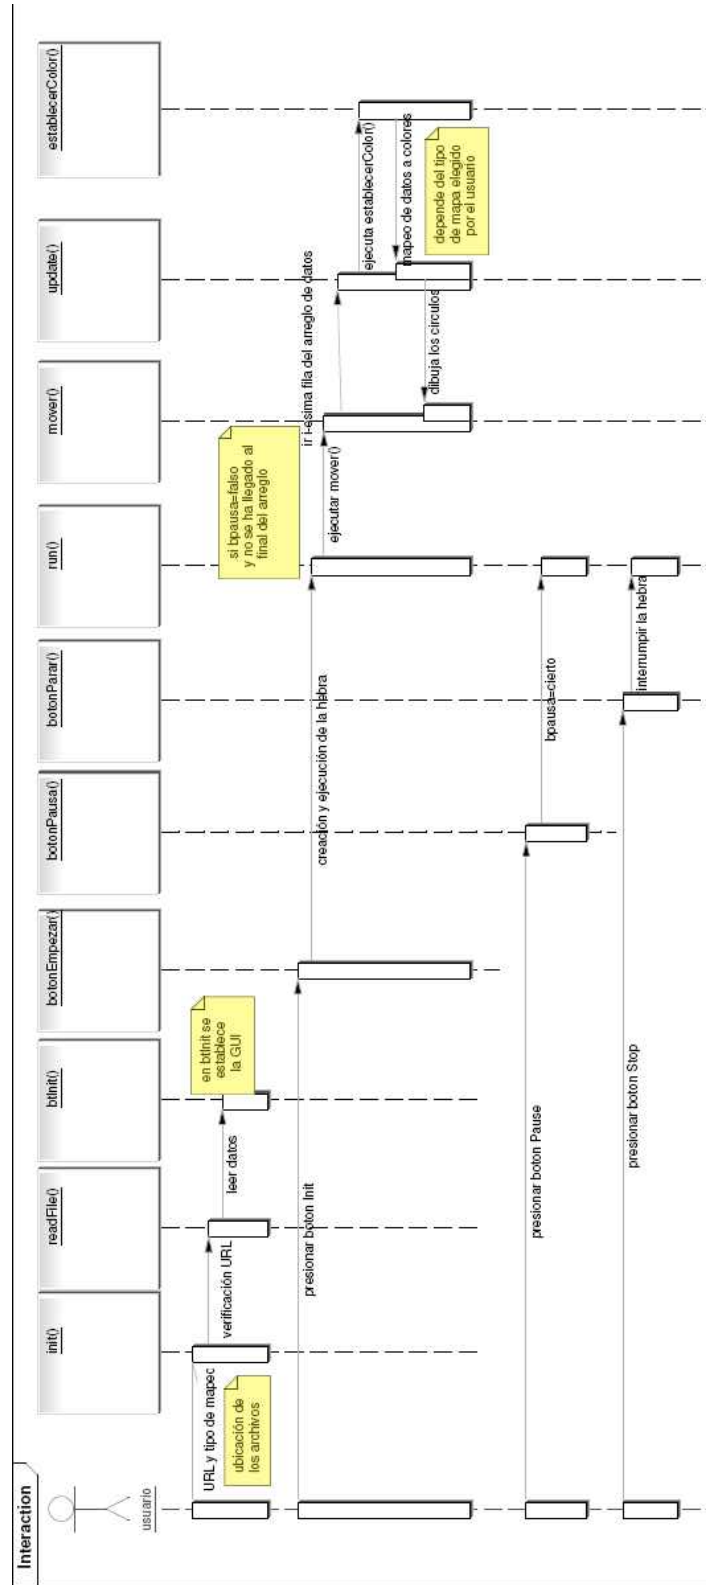 Interaction
usuario
init()
readFile()
btInit()
botonEmpezar()
botonPausa()
botonParar()
run()
mover()
update()
establecerColor()
URL y tipo de mapeo
ubicación de
los archivos
verificación URL
leer datos
en btInit se
establece
la GUI
presionar boton Init
creación y ejecución de la hebra
si bpausa=falso
y no se ha llegado al
final del arreglo
ejecutar mover()
ir i-esima fila del arreglo de datos
ejecuta establecerColor()
mapeo de datos a colores
depende del tipo
de mapa elegido
por el usuario
dibuja los circulos
presionar boton Pause
bpausa=cierto
presionar boton Stop
interrumpir la hebra